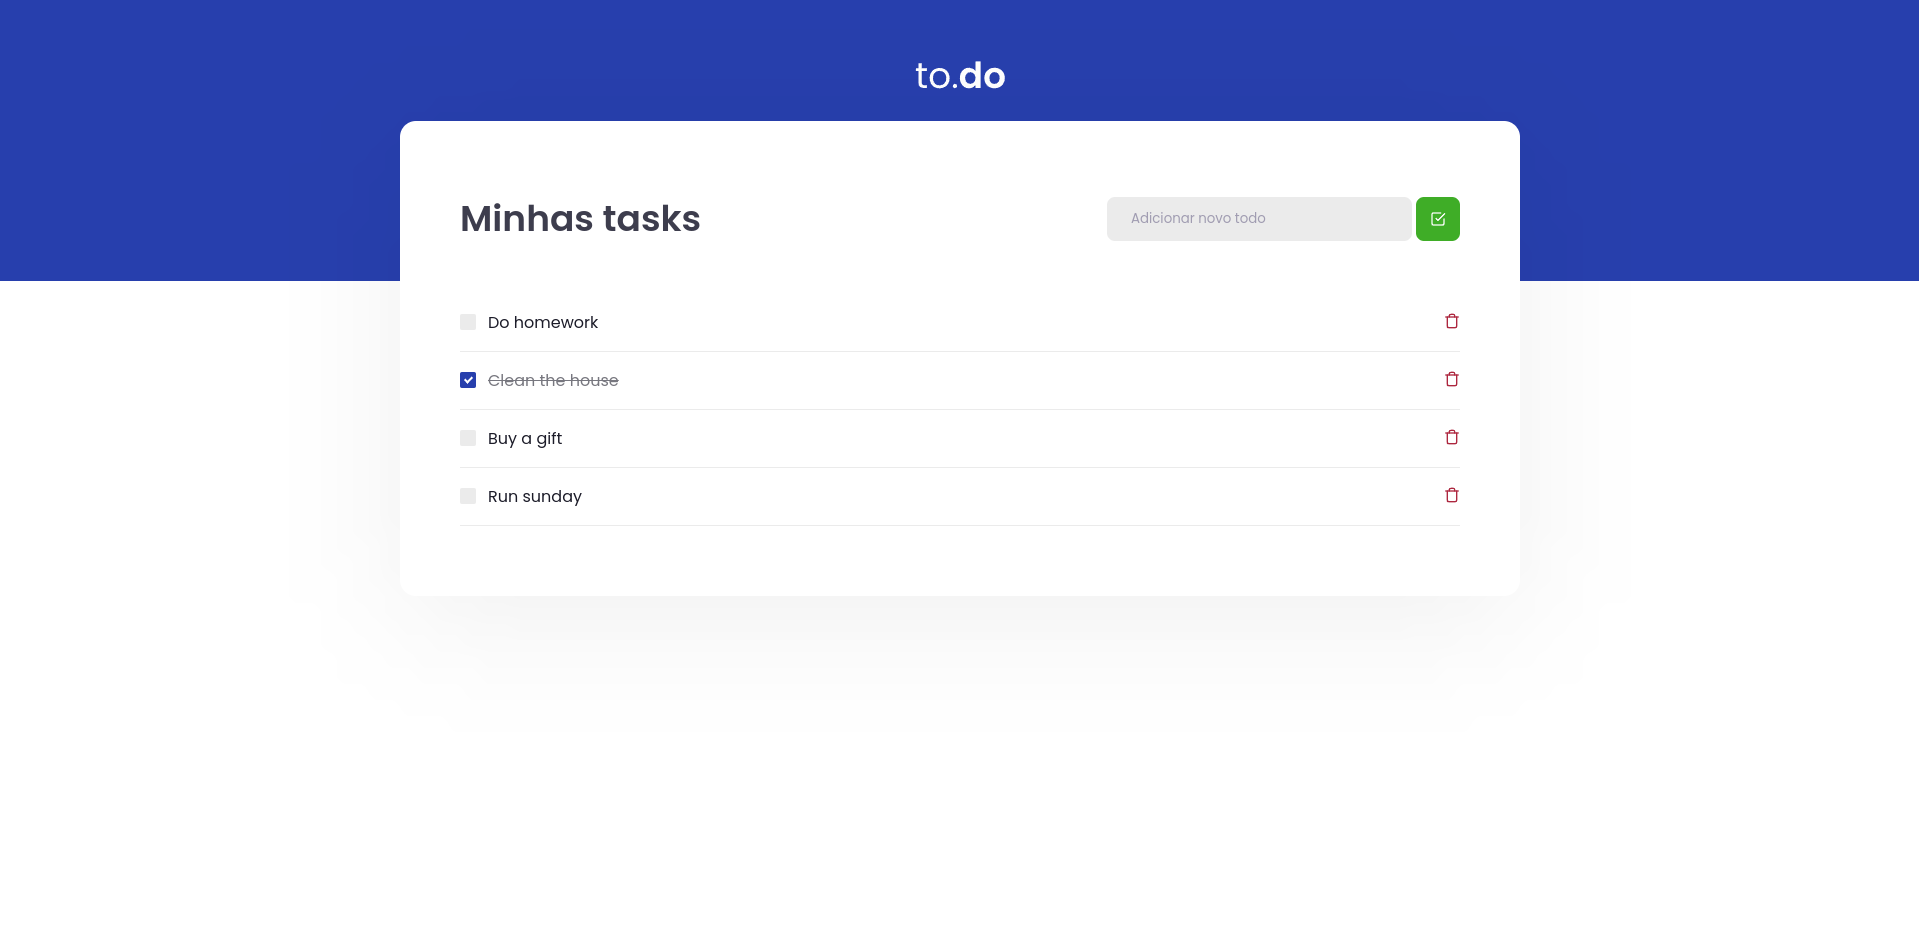 to.do
Minhas tasks
Adicionar novo todo
Do homework
Clean the house
Buy a gift
Run sunday